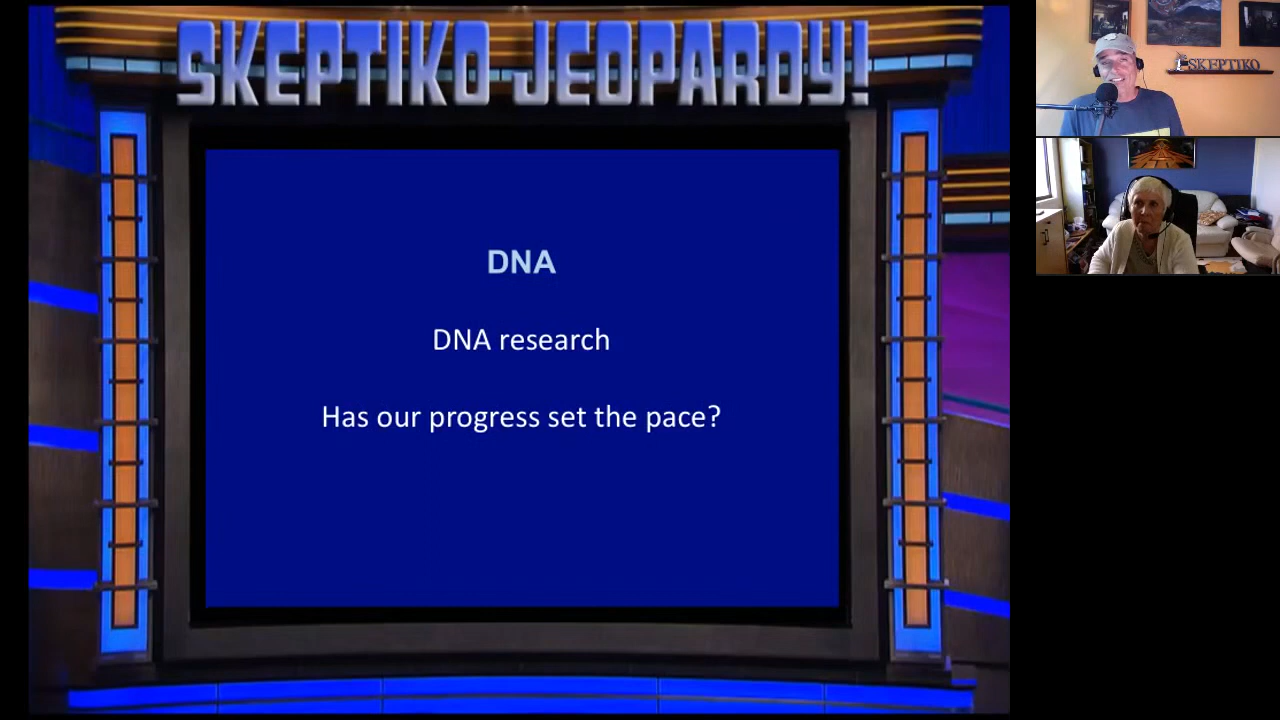 SKEPTIKO JEOPARDY!
DNA
DNA research
Has our progress set the pace?
SKEPTIKO